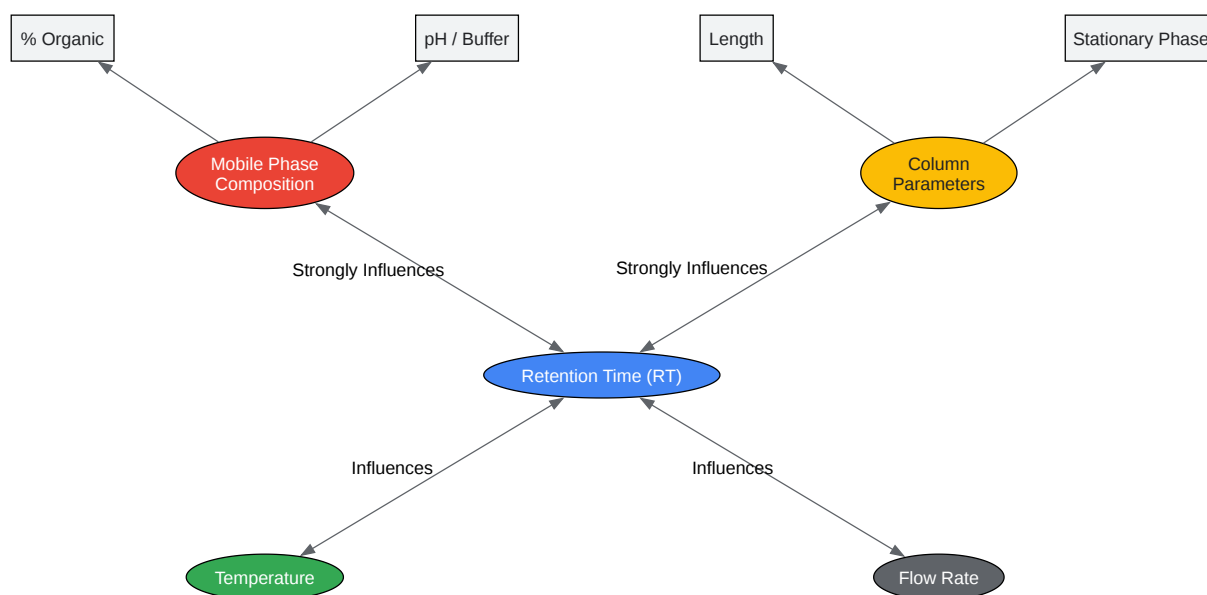 % Organic
pH / Buffer
Length
Stationary Phase
Mobile Phase
Composition
Column
Parameters
Strongly Influences
Strongly Influences
Retention Time (RT)
Influences
Influences
Temperature
Flow Rate